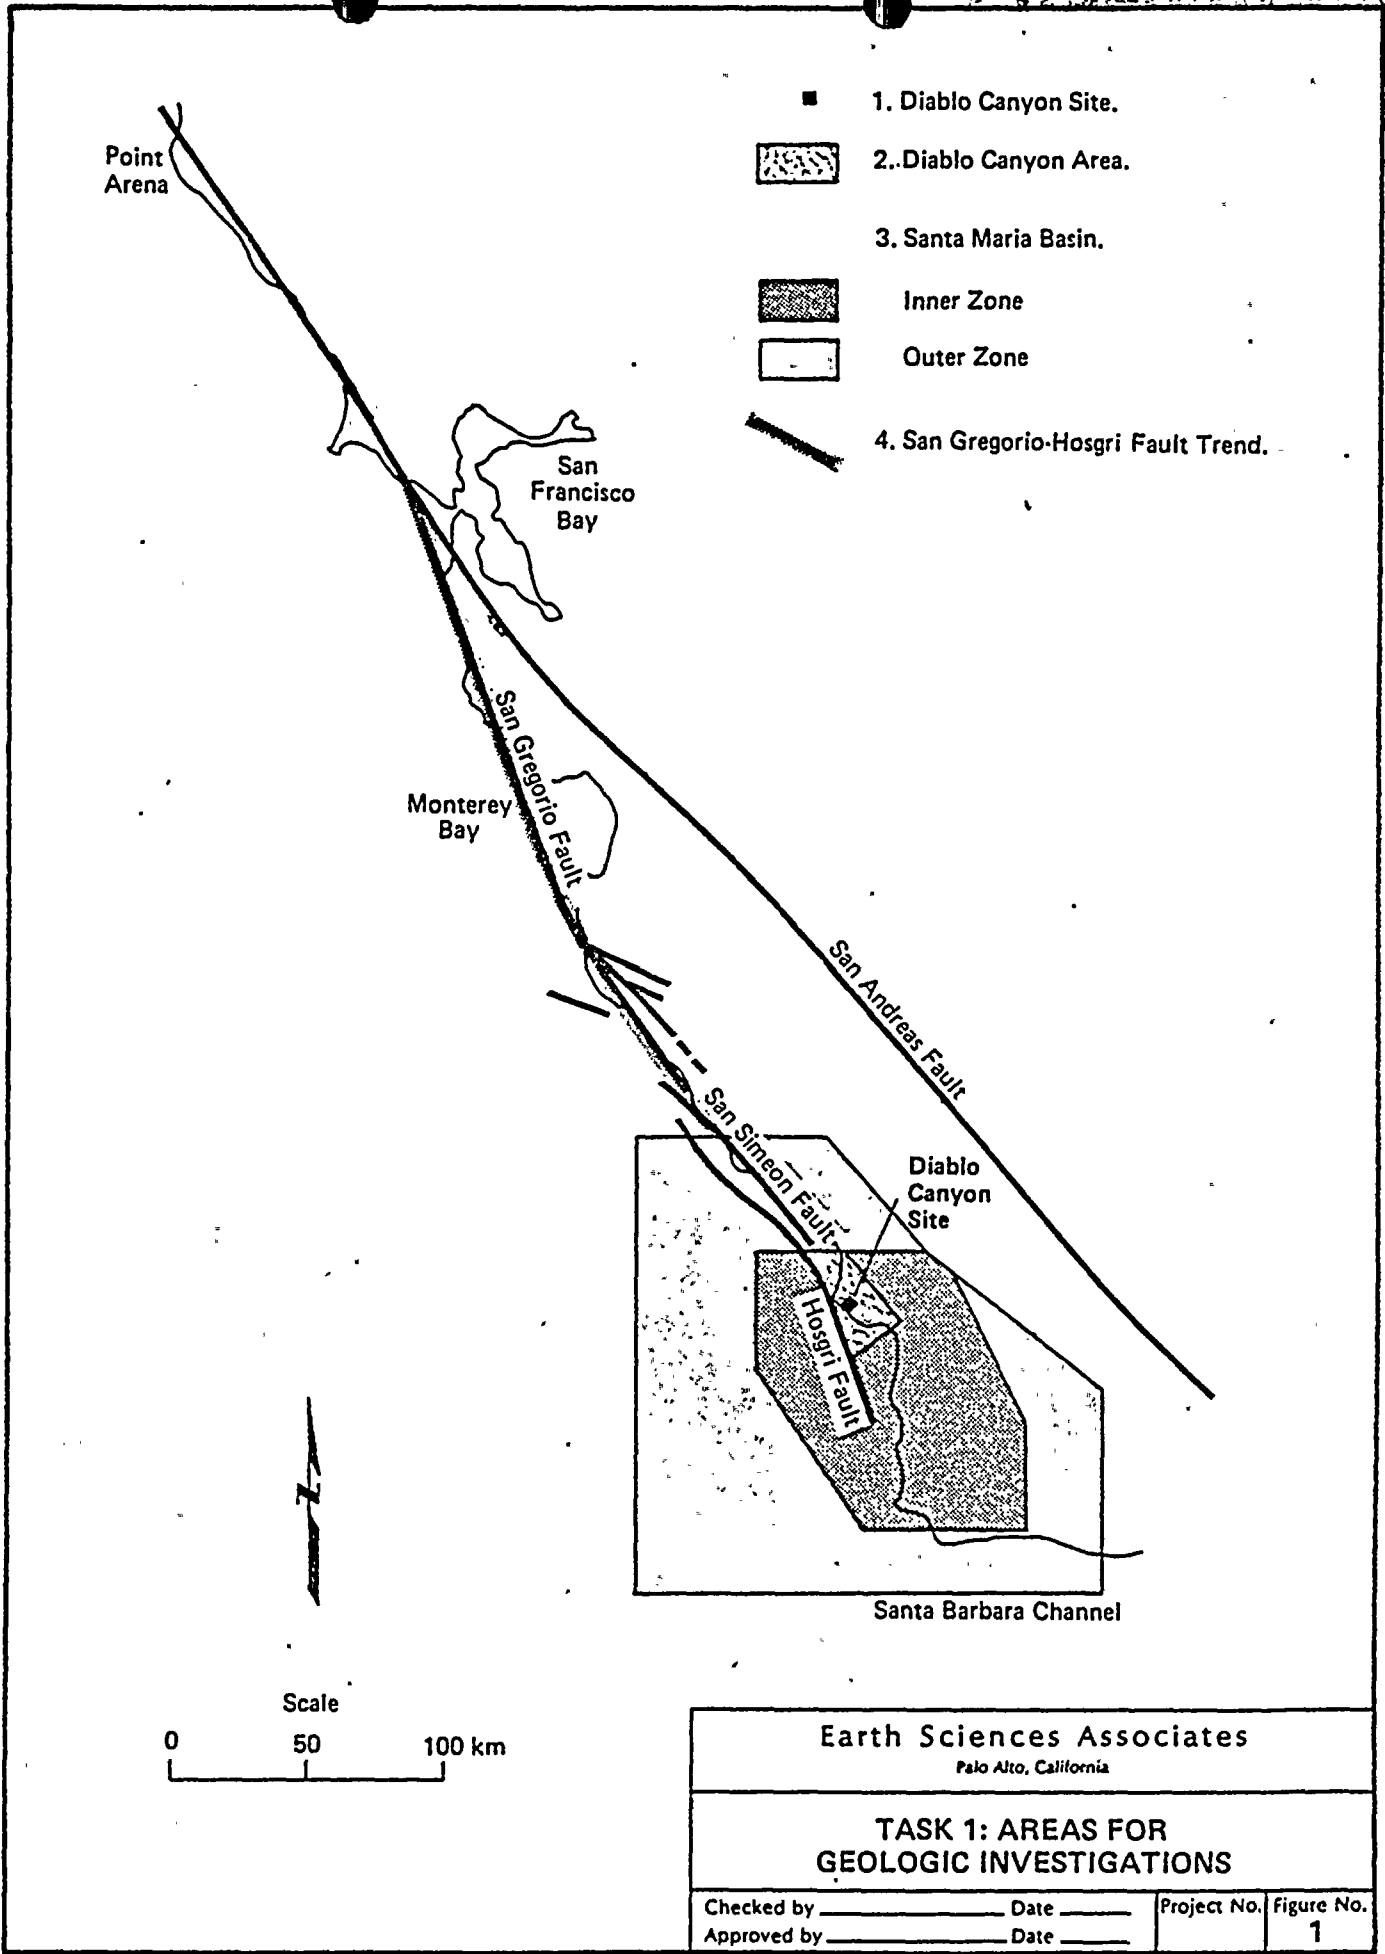 1. Diablo Canyon Site.
2. Diablo Canyon Area.
3. Santa Maria Basin.
Inner Zone
Outer Zone
4. San Gregorio-Hosgri Fault Trend.
Point
Arena
San
Francisco
Bay
San Gregorio Fault
Monterey
Bay
San Andreas Fault
San Simeon Fault
Diablo
Canyon
Site
Hosgri Fault
Santa Barbara Channel
Z
Scale
0 50 100 km
Earth Sciences Associates
Palo Alto, California
TASK 1: AREAS FOR
GEOLOGIC INVESTIGATIONS
Checked by Date
Approved by Date
Project No.
Figure No.
1